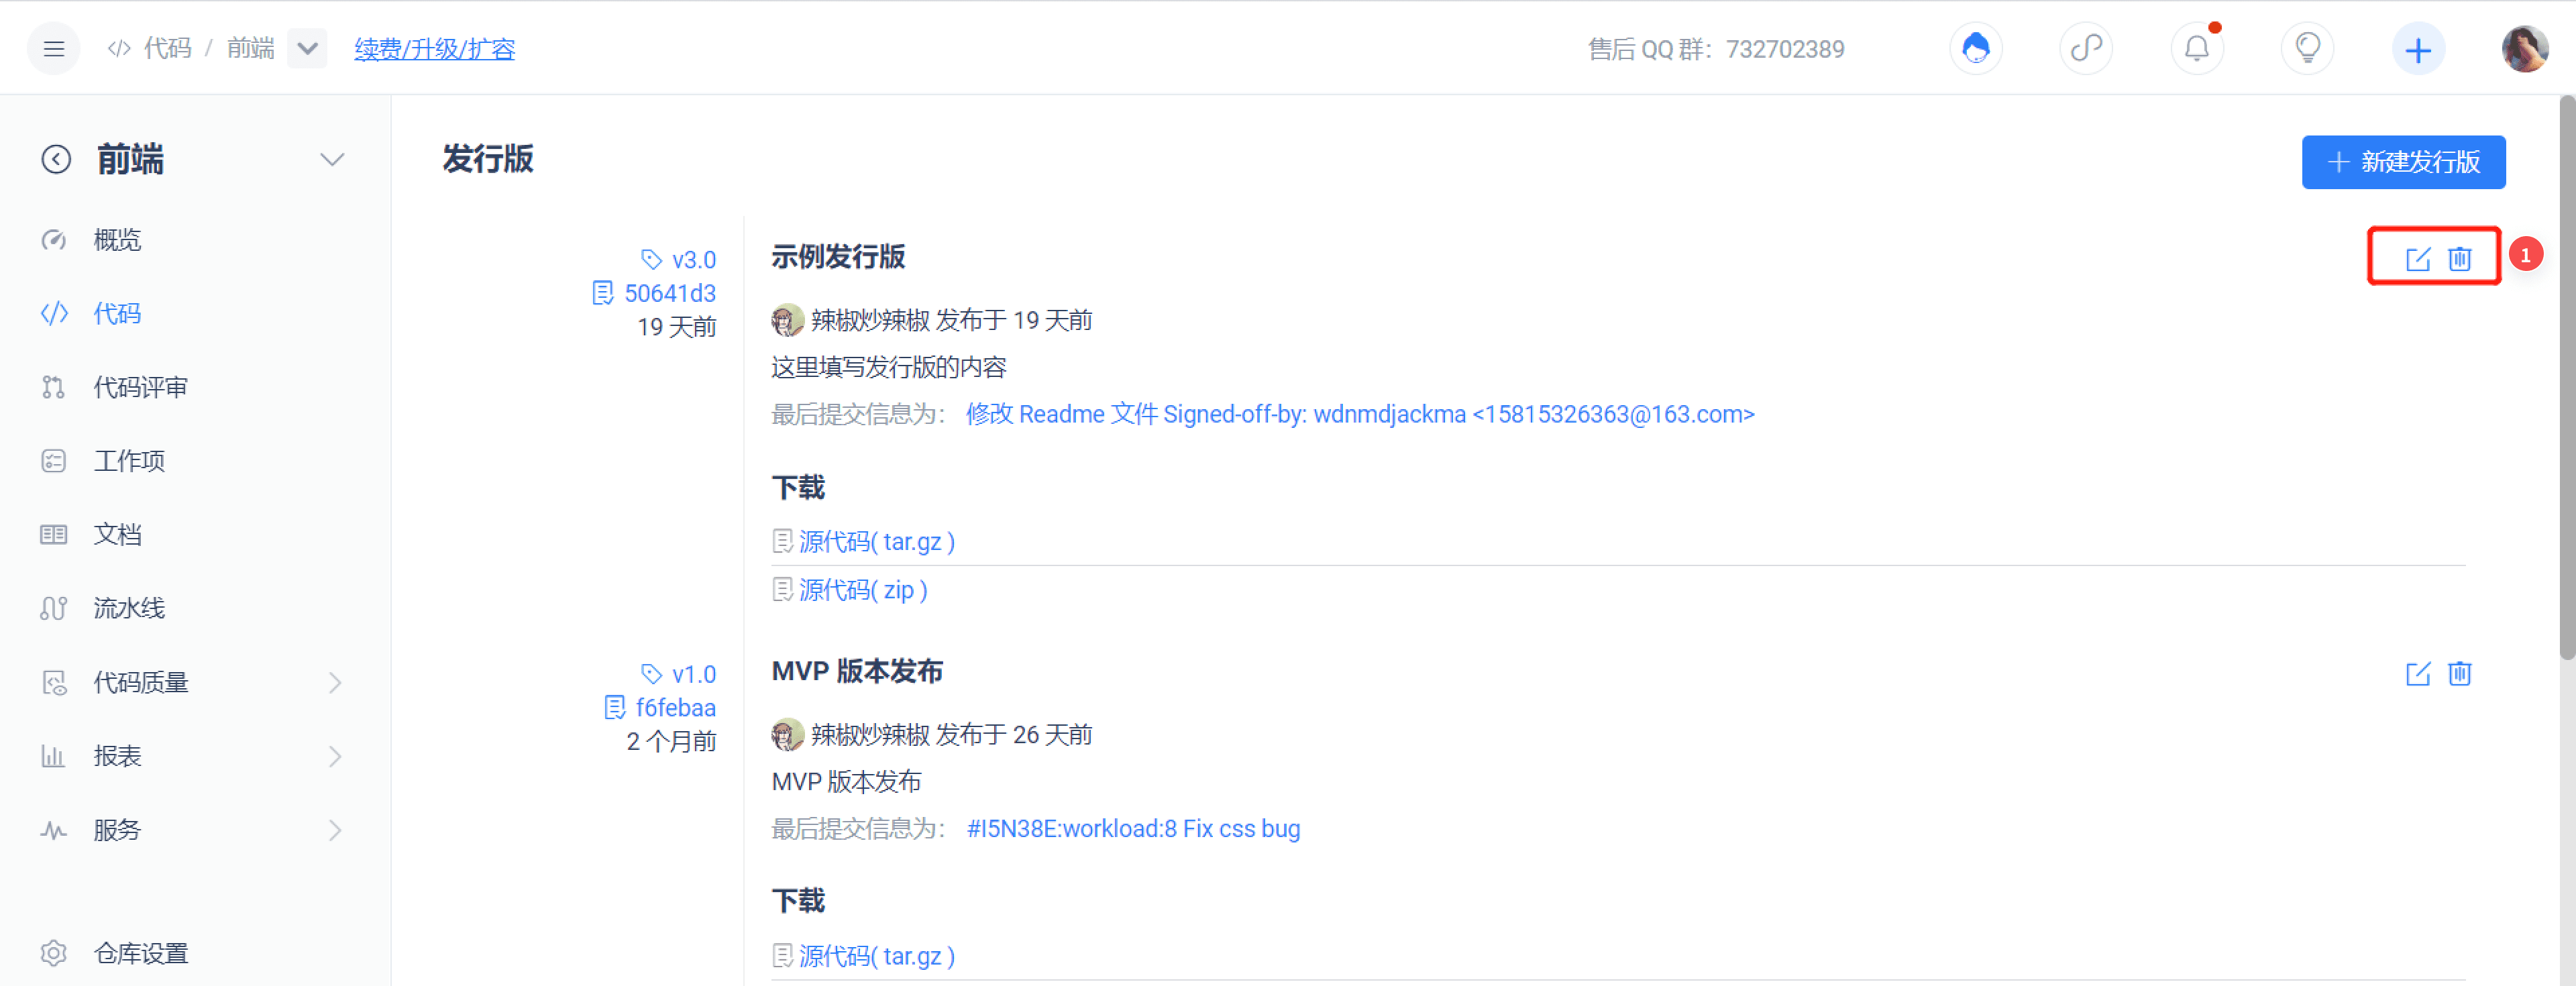 代码 / 前端 续费/升级/扩容 售后 QQ 群：732702389
前端
概览
代码
代码评审
工作项
文档
流水线
代码质量
报表
服务
仓库设置
发行版
新建发行版
v3.0
50641d3
19 天前
示例发行版
1
辣椒炒辣椒 发布于 19 天前
这里填写发行版的内容
最后提交信息为： 修改 Readme 文件 Signed-off-by: wdnmdjackma <15815326363@163.com>
下载
源代码( tar.gz )
源代码( zip )
v1.0
f6febaa
2 个月前
MVP 版本发布
辣椒炒辣椒 发布于 26 天前
MVP 版本发布
最后提交信息为： #I5N38E:workload:8 Fix css bug
下载
源代码( tar.gz )